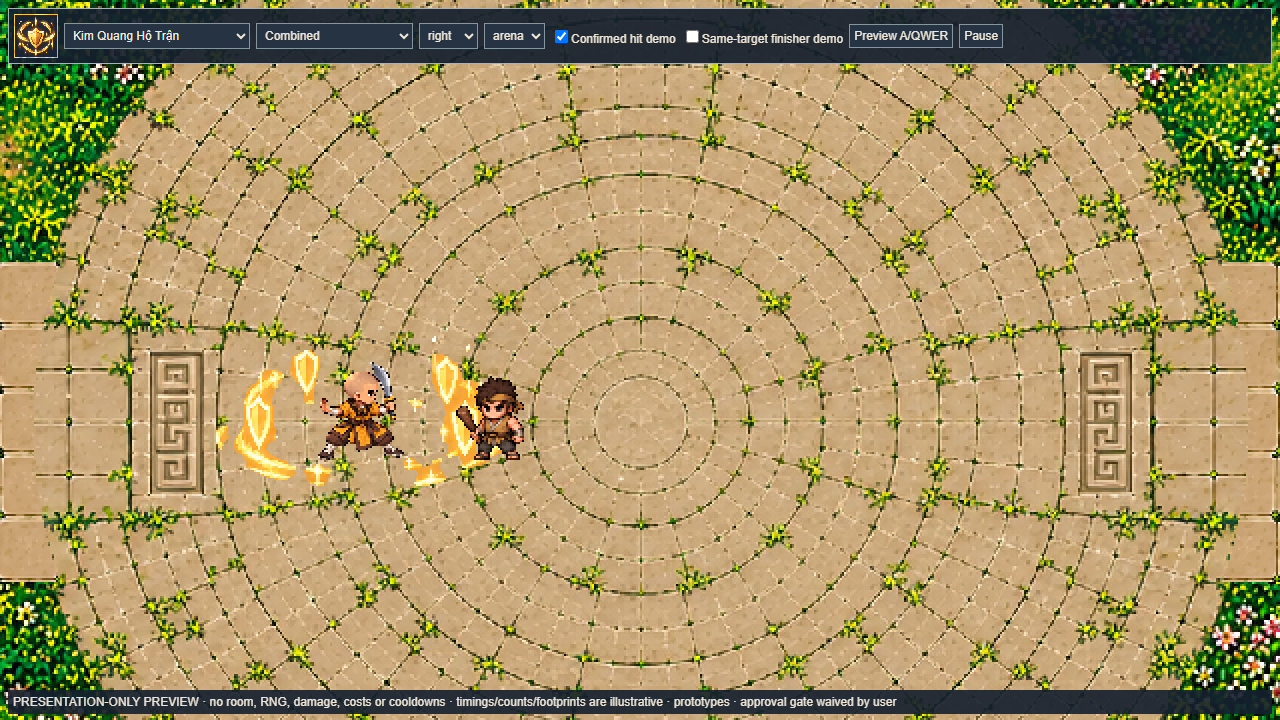 Kim Quang Hộ Trận Combined right arena Confirmed hit demo Same-target finisher demo Preview A/QWER Pause
PRESENTATION-ONLY PREVIEW · no room, RNG, damage, costs or cooldowns · timings/counts/footprints are illustrative · prototypes · approval gate waived by user